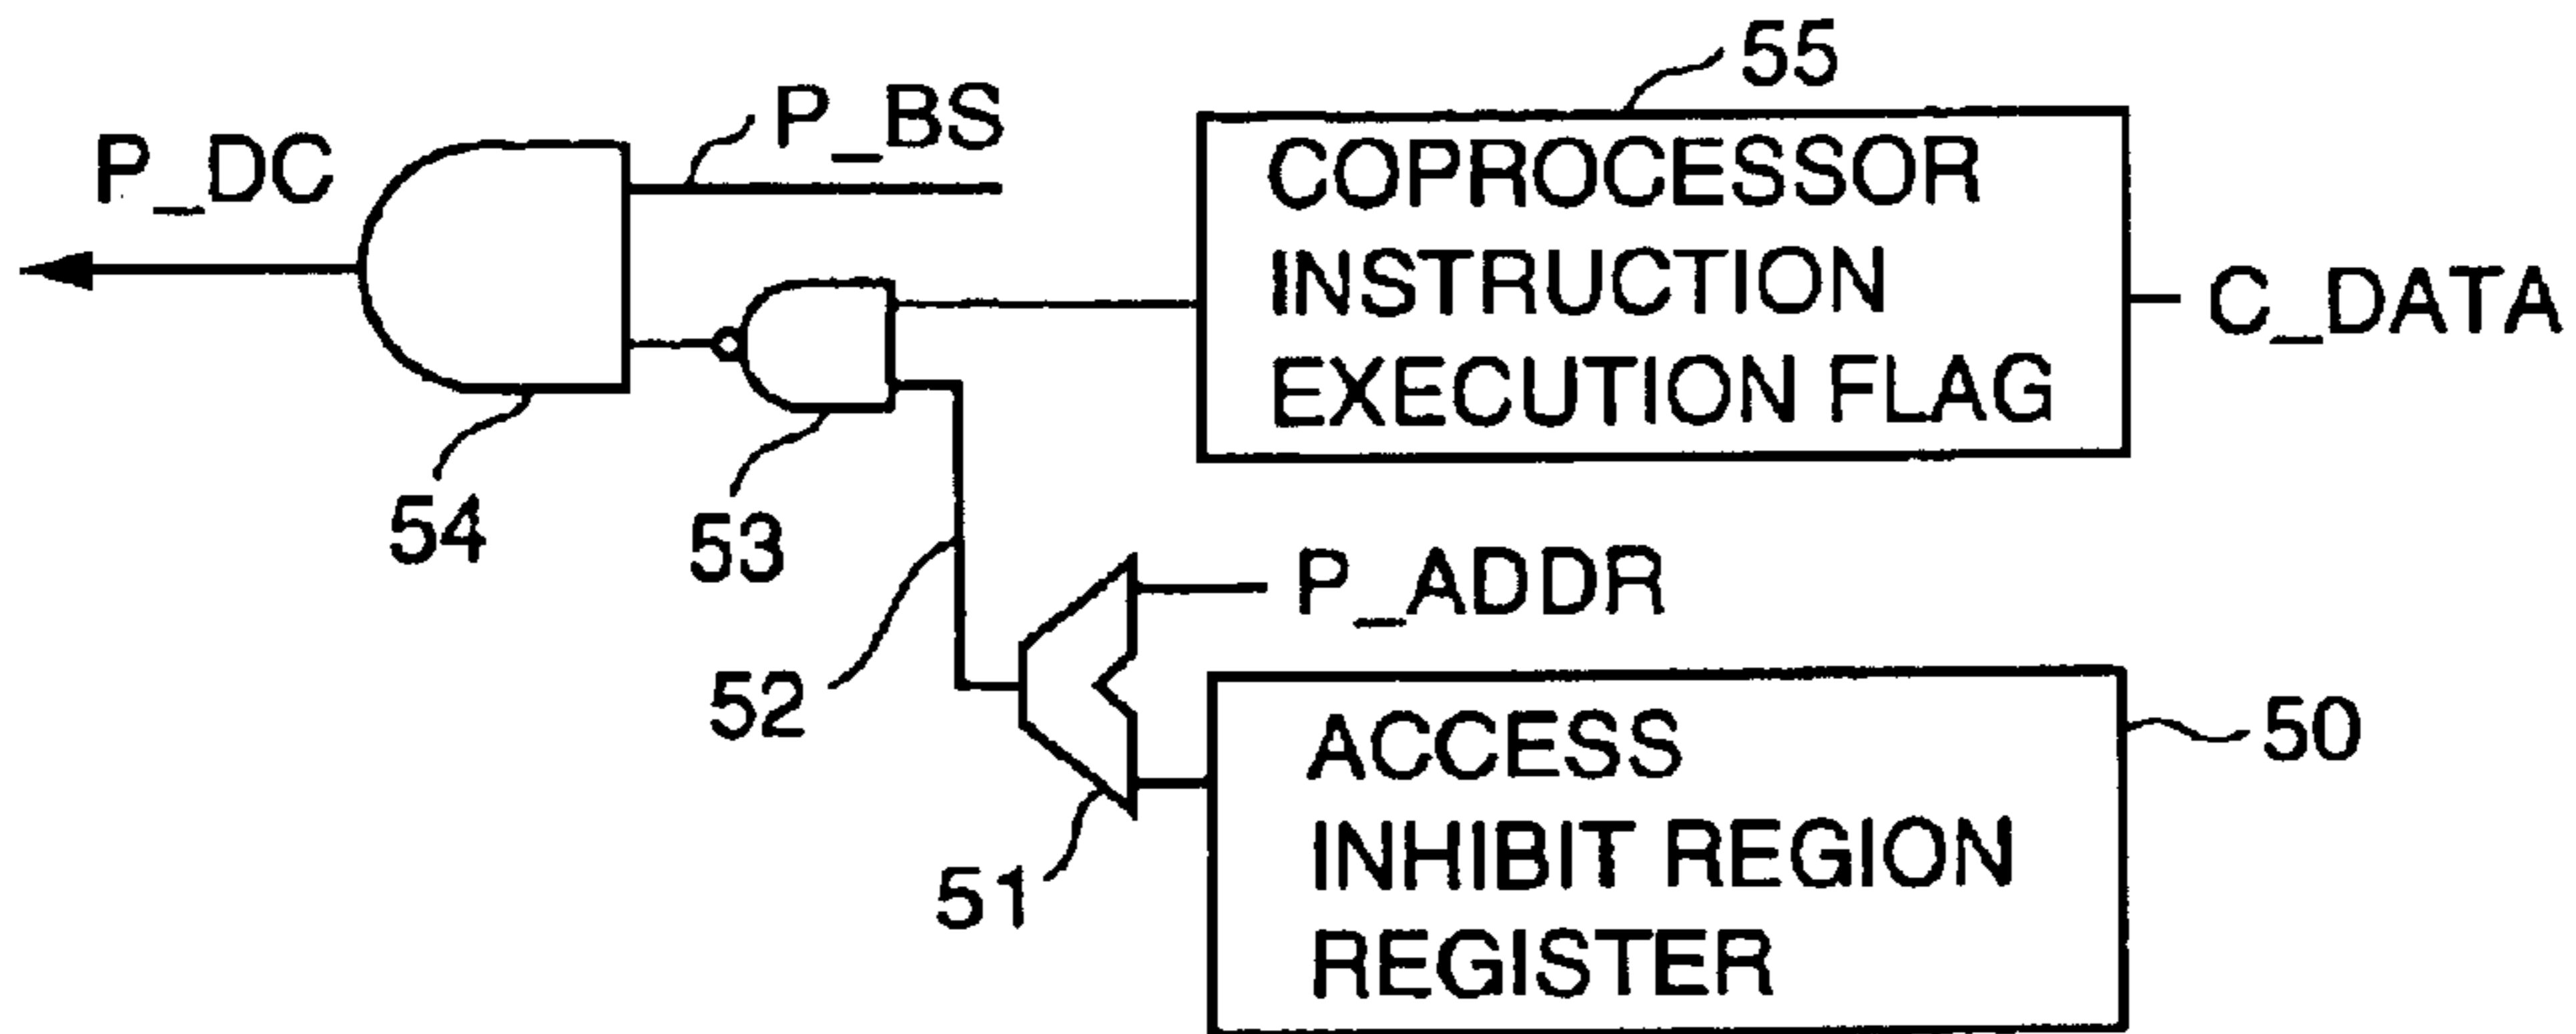 55
P_BS
P_DC
COPROCESSOR
INSTRUCTION
EXECUTION FLAG
C_DATA
54
53
P_ADDR
52
50
ACCESS
INHIBIT REGION
REGISTER
51